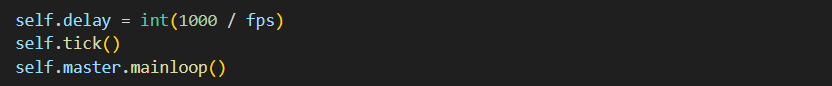 self.delay = int(1000 / fps)
self.tick()
self.master.mainloop()